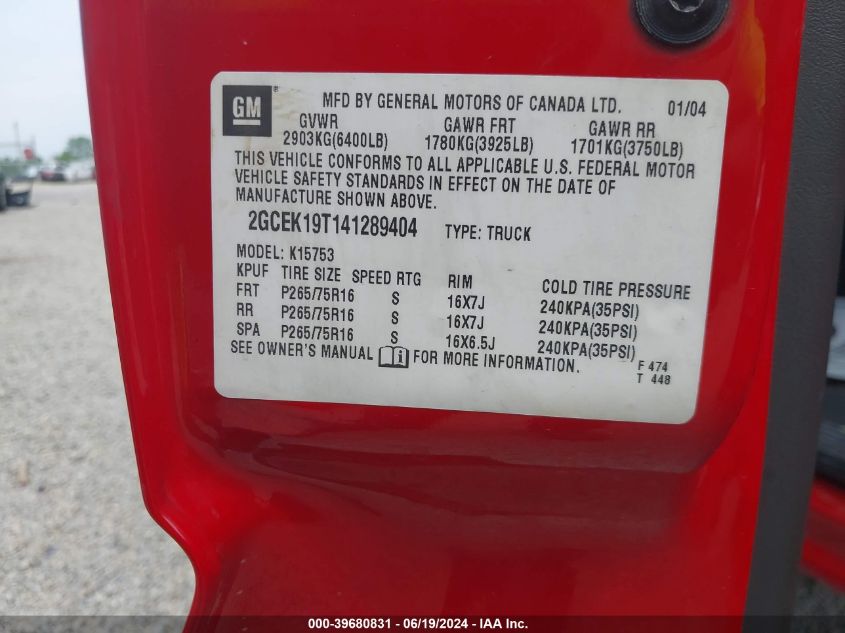 GM ® MFD BY GENERAL MOTORS OF CANADA LTD. 01/04
GVWR GAWR FRT GAWR RR
2903KG(6400LB) 1780KG(3925LB) 1701KG(3750LB)
THIS VEHICLE CONFORMS TO ALL APPLICABLE U.S. FEDERAL MOTOR
VEHICLE SAFETY STANDARDS IN EFFECT ON THE DATE OF
MANUFACTURE SHOWN ABOVE.
2GCEK19T141289404 TYPE: TRUCK
MODEL: K15753
KPUF TIRE SIZE SPEED RTG RIM COLD TIRE PRESSURE
FRT P265/75R16 S 16X7J 240KPA(35PSI)
RR P265/75R16 S 16X7J 240KPA(35PSI)
SPA P265/75R16 S 16X6.5J 240KPA(35PSI)
SEE OWNER'S MANUAL i FOR MORE INFORMATION. F 474
T 448
000-39680831 - 06/19/2024 - IAA Inc.